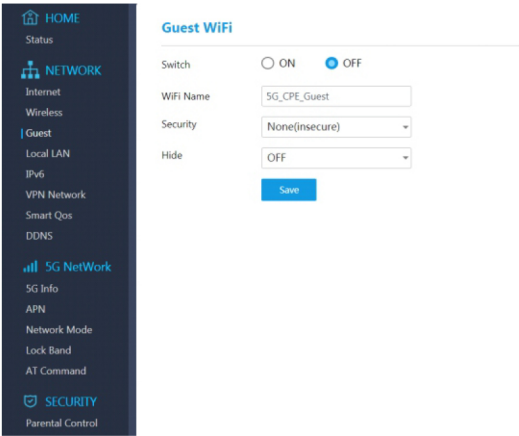 HOME
Status
NETWORK
Internet
Wireless
Guest
Local LAN
IPv6
VPN Network
Smart Qos
DDNS
5G NetWork
5G Info
APN
Network Mode
Lock Band
AT Command
SECURITY
Parental Control
Guest WiFi
Switch ON OFF
WiFi Name 5G_CPE_Guest
Security None(insecure)
Hide OFF
Save